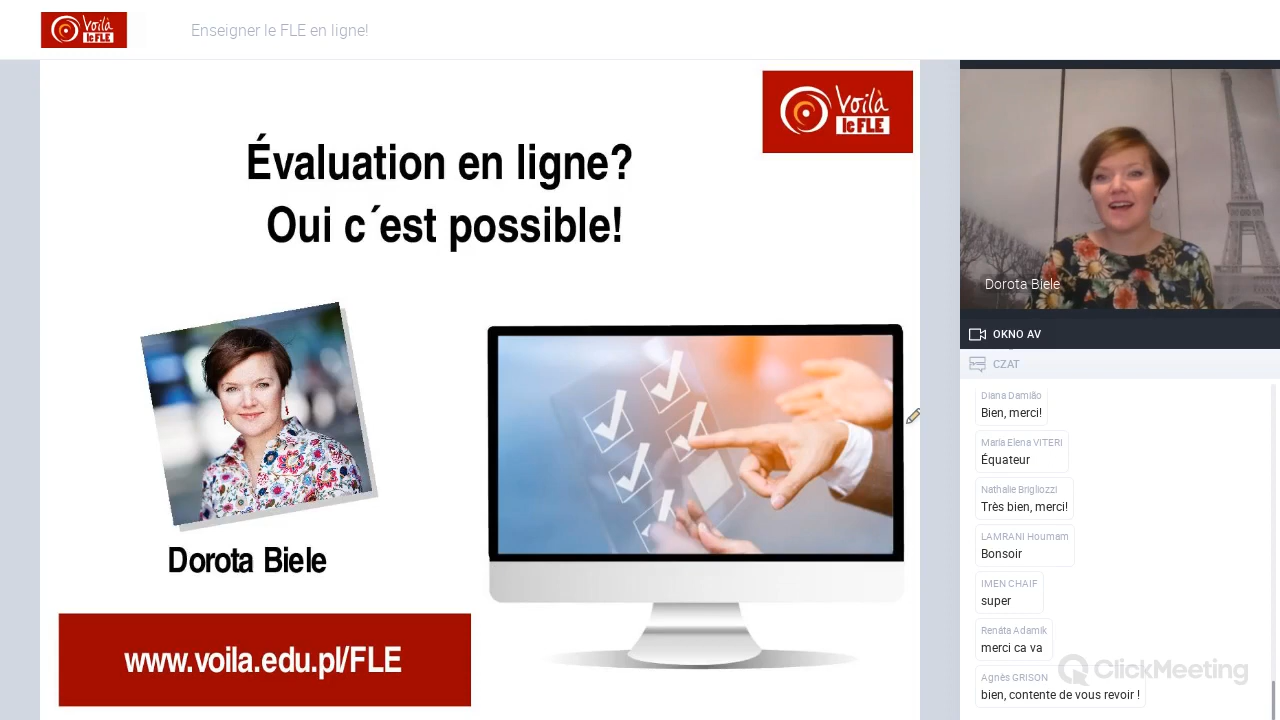 Voilà
le FLE
Enseigner le FLE en ligne!
Voilà
le FLE
Évaluation en ligne?
Oui c´est possible!
Dorota Biele
www.voila.edu.pl/FLE
Dorota Biele
OKNO AV
CZAT
Diana Damião
Bien, merci!
Maria Elena VITERI
Équateur
Nathalie Brigliozzi
Très bien, merci!
LAMRANI Houmam
Bonsoir
IMEN CHAIF
super
Renáta Adamik
merci ca va
Agnès GRISON
bien, contente de vous revoir !
ClickMeeting